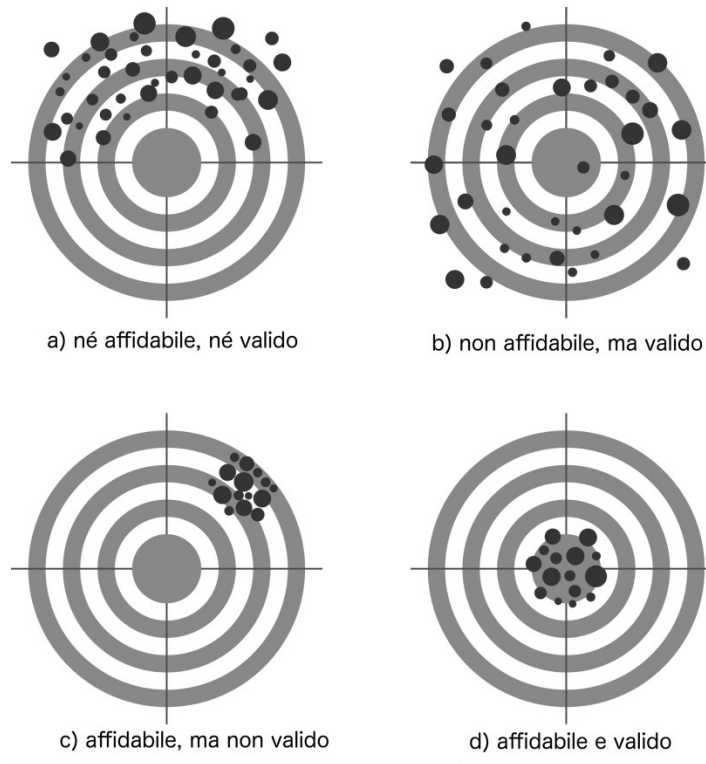 a) né affidabile, né valido
b) non affidabile, ma valido
c) affidabile, ma non valido
d) affidabile e valido